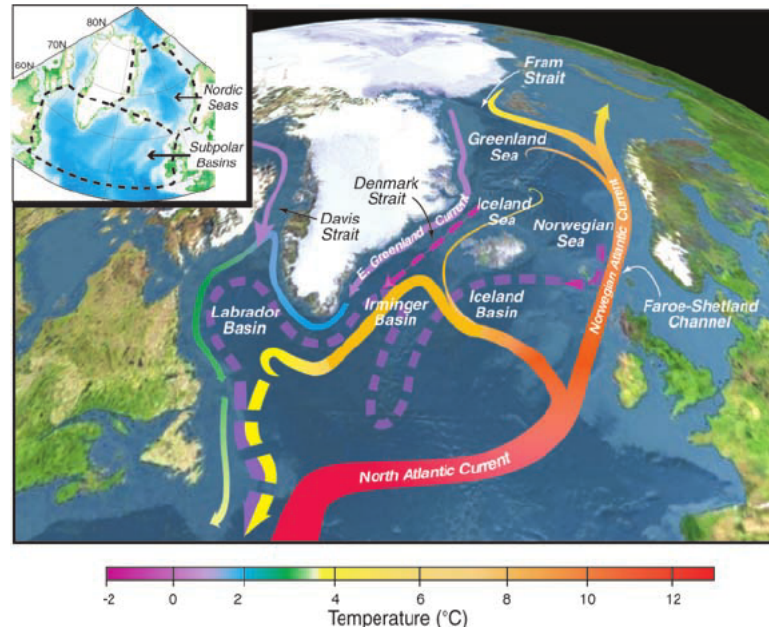 80N
70N
60N
Nordic
Seas
Subpolar
Basins
Fram
Strait
Greenland
Sea
Denmark
Strait
Iceland
Sea
Davis
Strait
Norwegian
Sea
E. Greenland Current
Norwegian Atlantic Current
Labrador
Basin
Irminger
Basin
Iceland
Basin
Faroe-Shetland
Channel
North Atlantic Current
-2 0 2 4 6 8 10 12
Temperature (°C)